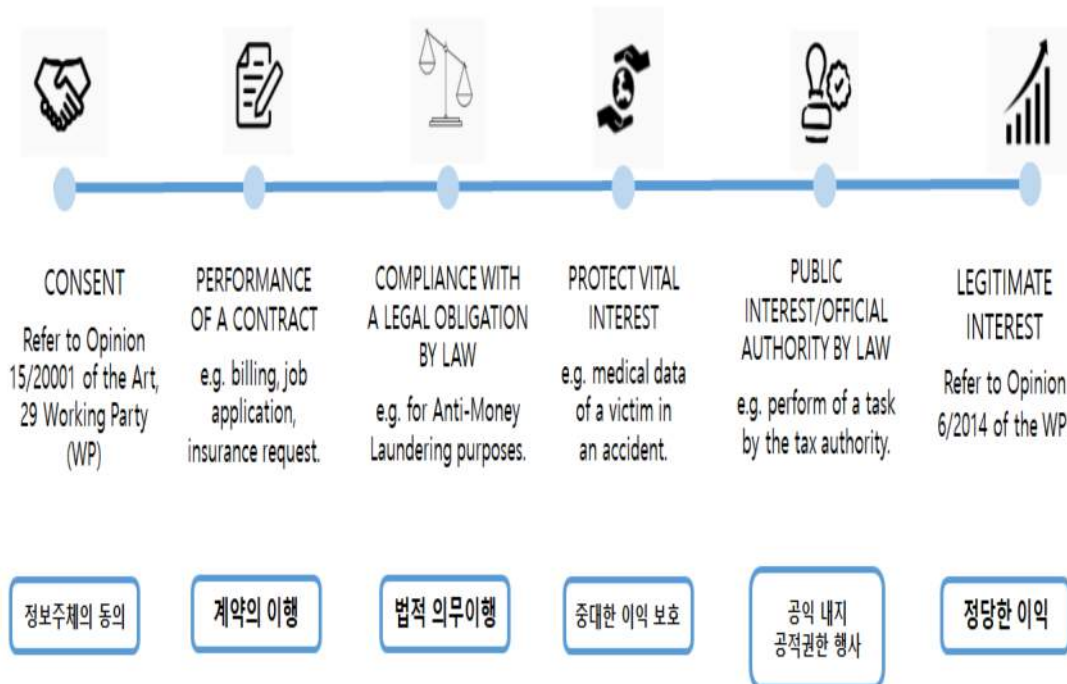 CONSENT
Refer to Opinion
15/20001 of the Art,
29 Working Party
(WP)
PERFORMANCE
OF A CONTRACT
e.g. billing, job
application,
insurance request.
COMPLIANCE WITH
A LEGAL OBLIGATION
BY LAW
e.g. for Anti-Money
Laundering purposes.
PROTECT VITAL
INTEREST
e.g. medical data
of a victim in
an accident.
PUBLIC
INTEREST/OFFICIAL
AUTHORITY BY LAW
e.g. perform of a task
by the tax authority.
LEGITIMATE
INTEREST
Refer to Opinion
6/2014 of the WP
정보주체의 동의
계약의 이행
법적 의무이행
중대한 이익 보호
공익 내지
공적권한 행사
정당한 이익